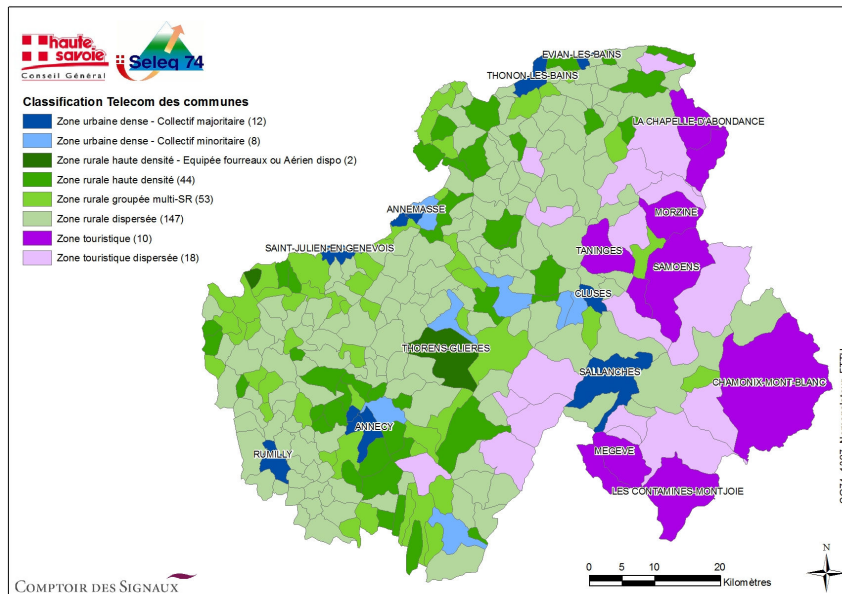 haute
savoie
Conseil Général
Seleq 74
Classification Telecom des communes
Zone urbaine dense - Collectif majoritaire (12)
Zone urbaine dense - Collectif minoritaire (8)
Zone rurale haute densité - Equipée fourreaux ou Aérien dispo (2)
Zone rurale haute densité (44)
Zone rurale groupée multi-SR (53)
Zone rurale dispersée (147)
Zone touristique (10)
Zone touristique dispersée (18)
EVIAN-LES-BAINS
THONON-LES-BAINS
LA CHAPELLE-D'ABONDANCE
ANNEMASSE
MORZINE
SAINT-JULIEN-EN-GENEVOIS
TANINGES
SAMOENS
CLUSES
THORENS-GLIERES
SALLANCHES
CHAMONIX-MONT-BLANC
ANNECY
RUMILLY
MEGEVE
LES CONTAMINES-MONTJOIE
N
0 5 10 20
Kilomètres
COMPTOIR DES SIGNAUX